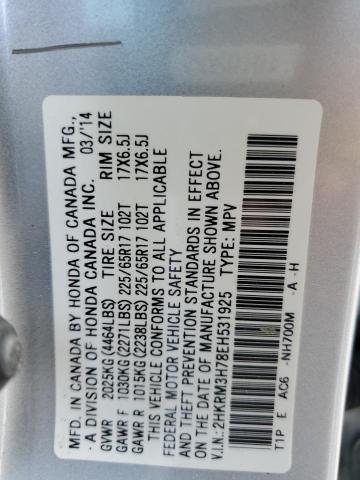 MFD. IN CANADA BY HONDA OF CANADA MFG.,
- A DIVISION OF HONDA CANADA INC. 03/'14
GVWR 2025KG (4464LBS) TIRE SIZE RIM SIZE
GAWR F 1030KG (2271LBS) 225/65R17 102T 17X6.5J
GAWR R 1015KG (2238LBS) 225/65R17 102T 17X6.5J
THIS VEHICLE CONFORMS TO ALL APPLICABLE
FEDERAL MOTOR VEHICLE SAFETY
AND THEFT PREVENTION STANDARDS IN EFFECT
ON THE DATE OF MANUFACTURE SHOWN ABOVE.
V.I.N.: 2HKRM3H78EH531925 TYPE: MPV
T1P E AC6 -NH700M -A -H